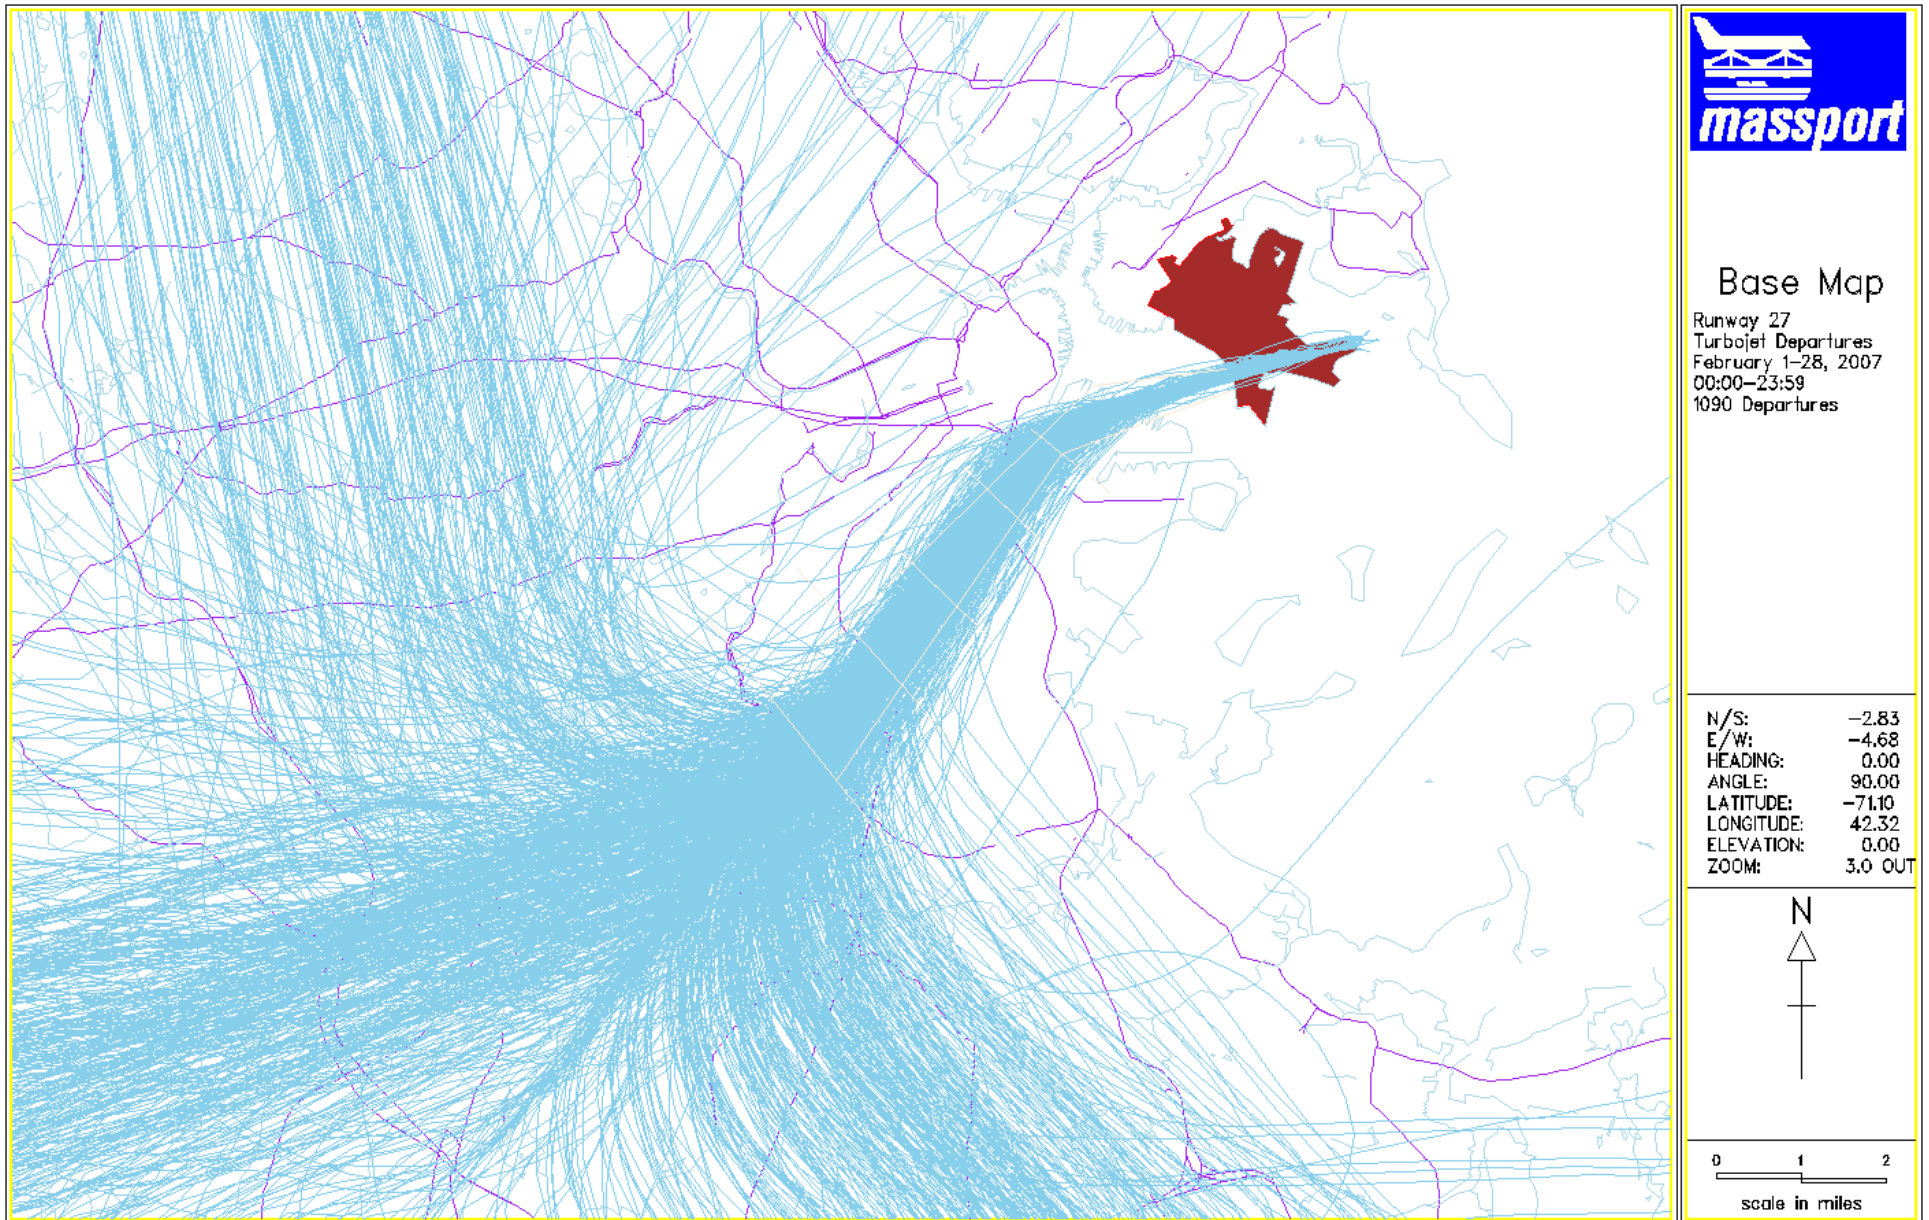 massport
Base Map
Runway 27
Turbojet Departures
February 1-28, 2007
00:00-23:59
1090 Departures
N/S: -2.83
E/W: -4.68
HEADING: 0.00
ANGLE: 90.00
LATITUDE: -71.10
LONGITUDE: 42.32
ELEVATION: 0.00
ZOOM: 3.0 OUT
N
0 1 2
scale in miles